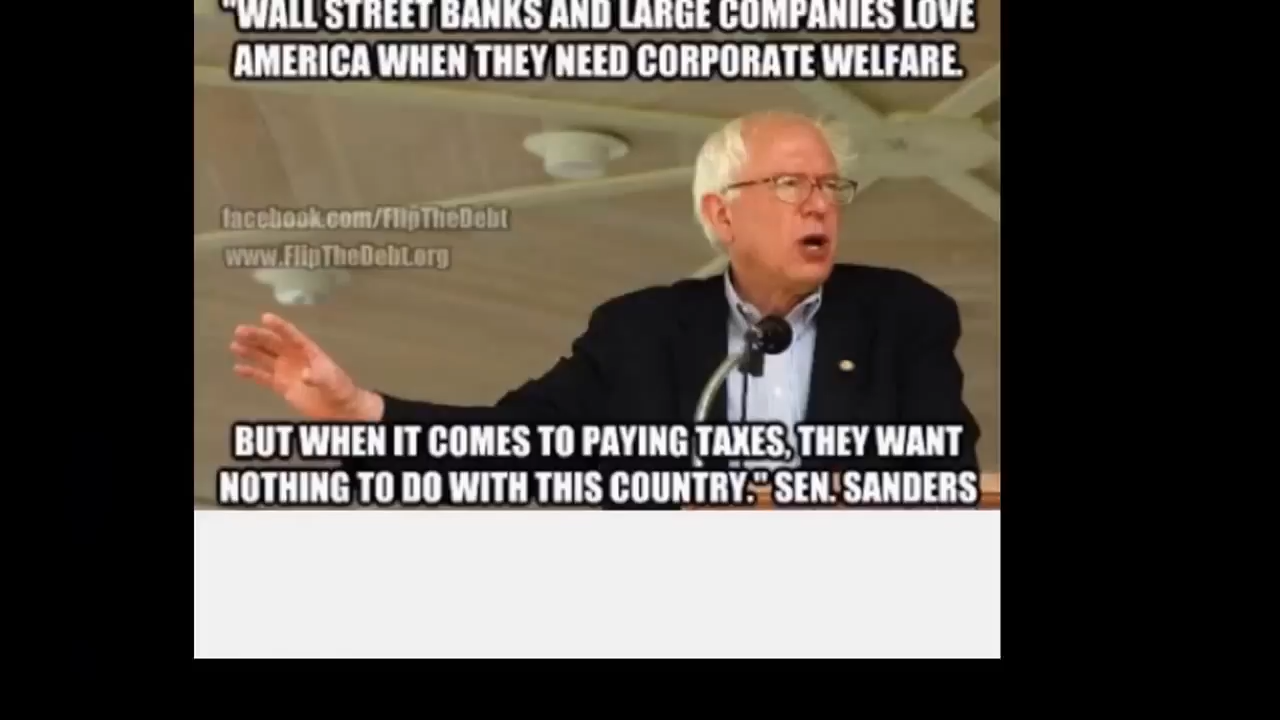 "WALL STREET BANKS AND LARGE COMPANIES LOVE
AMERICA WHEN THEY NEED CORPORATE WELFARE.
facebook.com/FlipTheDebt
www.FlipTheDebt.org
BUT WHEN IT COMES TO PAYING TAXES, THEY WANT
NOTHING TO DO WITH THIS COUNTRY." SEN. SANDERS